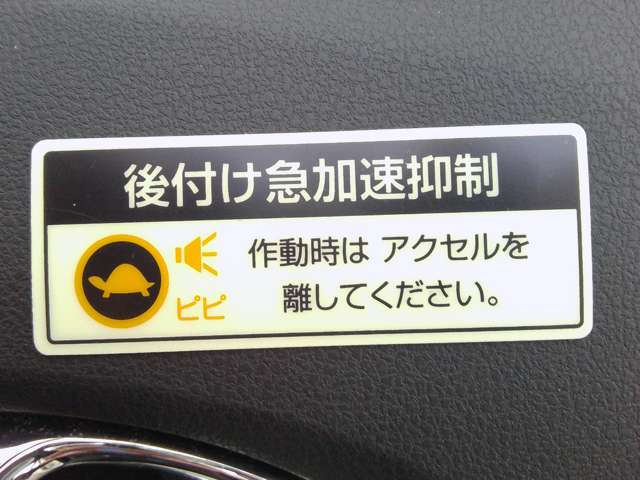 後付け急加速抑制
作動時は アクセルを
離してください。
ピピ